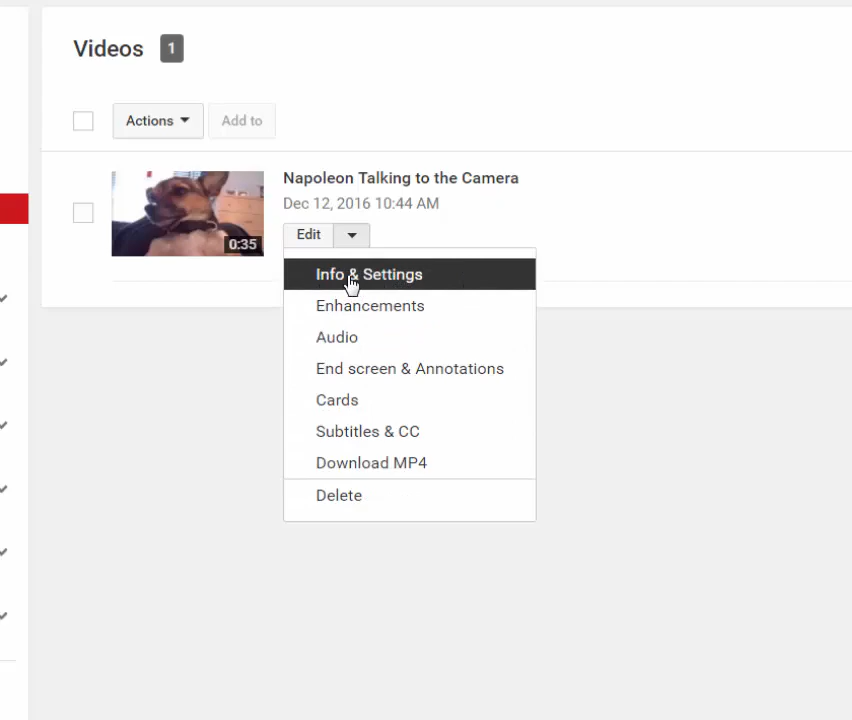 Videos 1
Actions Add to
Napoleon Talking to the Camera
Dec 12, 2016 10:44 AM
0:35
Edit
Info & Settings
Enhancements
Audio
End screen & Annotations
Cards
Subtitles & CC
Download MP4
Delete